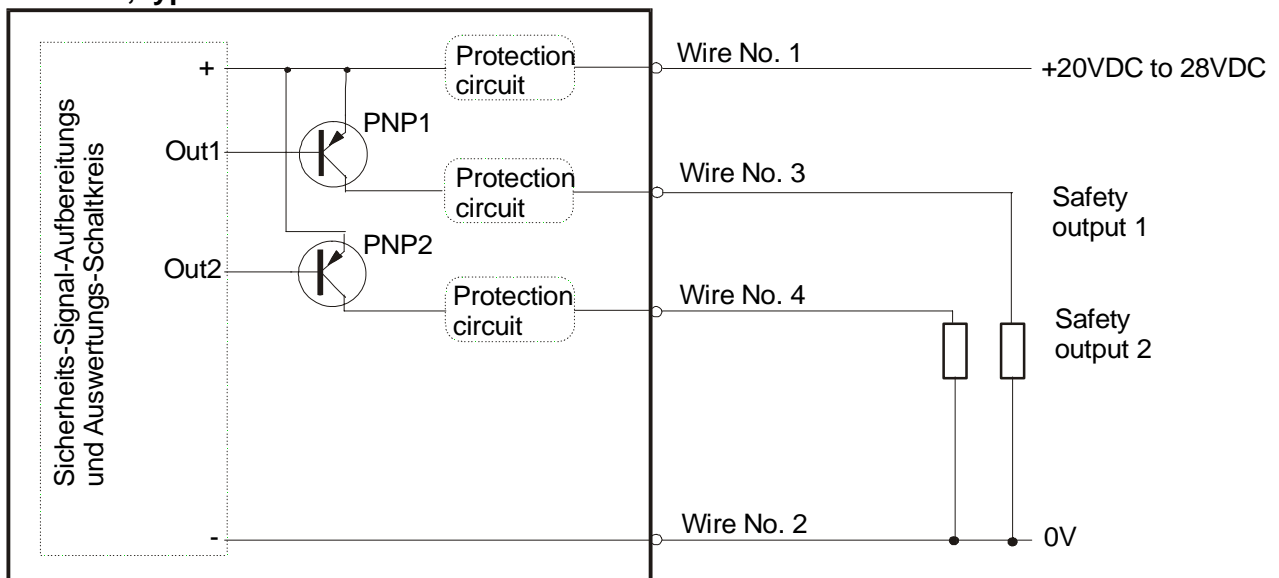 Protection
circuit
Wire No. 1
+20VDC to 28VDC
+
PNP1
Out1
Protection
circuit
Wire No. 3
Safety
output 1
PNP2
Out2
Protection
circuit
Wire No. 4
Safety
output 2
Sicherheits-Signal-Aufbereitungs
und Auswertungs-Schaltkreis
-
Wire No. 2
0V